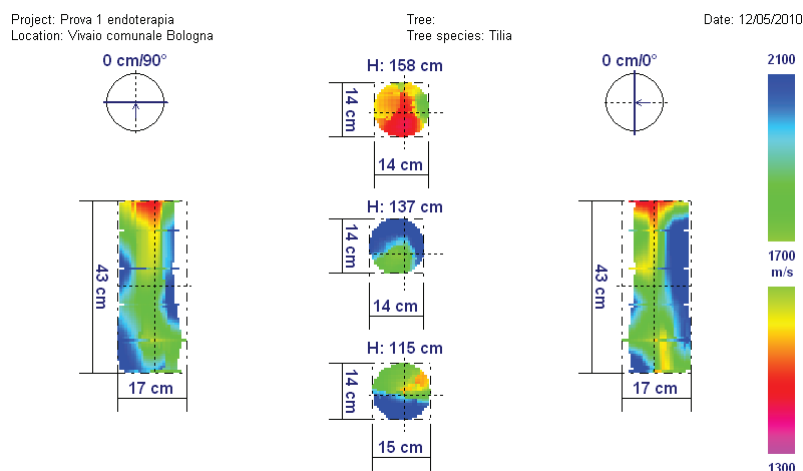 Project: Prova 1 endoterapia
Location: Vivaio comunale Bologna
Tree:
Tree species: Tilia
Date: 12/05/2010
0 cm/90°
H: 158 cm
14 cm
14 cm
0 cm/0°
2100
1700
m/s
1300
43 cm
17 cm
H: 137 cm
14 cm
14 cm
H: 115 cm
14 cm
15 cm
43 cm
17 cm